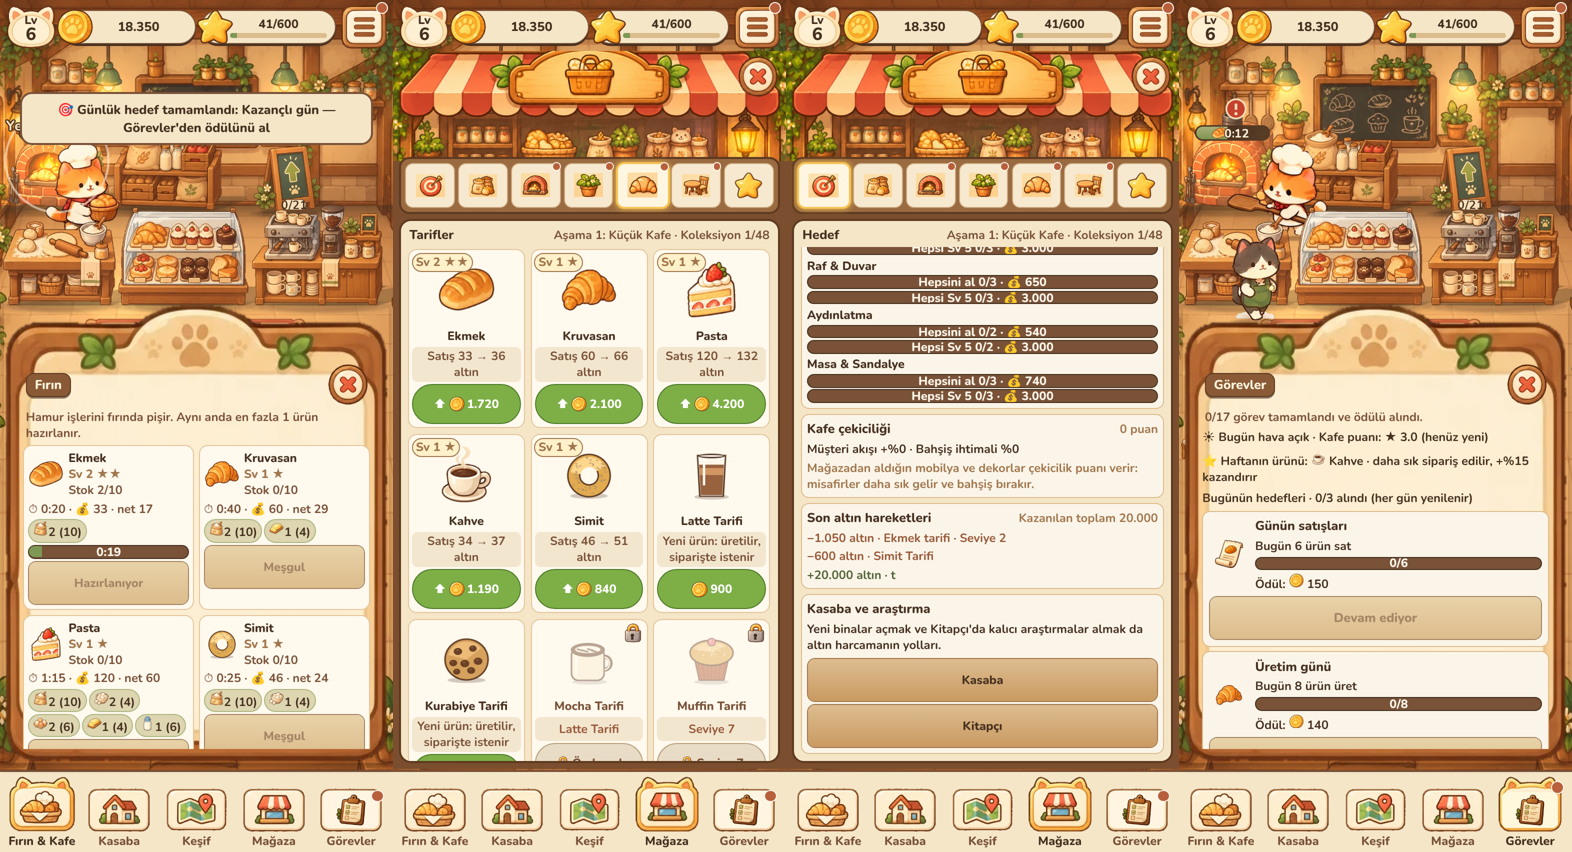 Lv
6
18.350
41/600
🎯 Günlük hedef tamamlandı: Kazançlı gün —
Görevler'den ödülünü al
0/21
Fırın
Hamur işlerini fırında pişir. Aynı anda en fazla 1 ürün
hazırlanır.
Ekmek
Sv 2 ★★
Stok 2/10
⏱ 0:20 · 💰 33 · net 17
2 (10)
0:19
Hazırlanıyor
Kruvasan
Sv 1 ★
Stok 0/10
⏱ 0:40 · 💰 60 · net 29
2 (10) 1 (4)
Meşgul
Pasta
Sv 1 ★
Stok 0/10
⏱ 1:15 · 💰 120 · net 60
2 (10) 2 (4)
2 (6) 1 (4) 1 (6)
Simit
Sv 1 ★
Stok 0/10
⏱ 0:25 · 💰 46 · net 24
2 (10) 1 (4)
Meşgul
Fırın & Kafe
Kasaba
Keşif
Mağaza
Görevler
Lv
6
18.350
41/600
Tarifler
Aşama 1: Küçük Kafe · Koleksiyon 1/48
Sv 2 ★★
Ekmek
Satış 33 → 36
altın
1.720
Sv 1 ★
Kruvasan
Satış 60 → 66
altın
2.100
Sv 1 ★
Pasta
Satış 120 → 132
altın
4.200
Sv 1 ★
Kahve
Satış 34 → 37
altın
1.190
Sv 1 ★
Simit
Satış 46 → 51
altın
840
Latte Tarifi
Yeni ürün: üretilir,
siparişte istenir
900
Kurabiye Tarifi
Yeni ürün: üretilir,
siparişte istenir
Mocha Tarifi
Latte Tarifi
Muffin Tarifi
Seviye 7
Fırın & Kafe
Kasaba
Keşif
Mağaza
Görevler
Lv
6
18.350
41/600
Hedef
Aşama 1: Küçük Kafe · Koleksiyon 1/48
Hepsi Sv 5 0/3 · 💰 3.000
Raf & Duvar
Hepsini al 0/3 · 💰 650
Hepsi Sv 5 0/3 · 💰 3.000
Aydınlatma
Hepsini al 0/2 · 💰 540
Hepsi Sv 5 0/2 · 💰 3.000
Masa & Sandalye
Hepsini al 0/3 · 💰 740
Hepsi Sv 5 0/3 · 💰 3.000
Kafe çekiciliği
0 puan
Müşteri akışı +%0 · Bahşiş ihtimali %0
Mağazadan aldığın mobilya ve dekorlar çekicilik puanı verir:
misafirler daha sık gelir ve bahşiş bırakır.
Son altın hareketleri
Kazanılan toplam 20.000
−1.050 altın · Ekmek tarifi · Seviye 2
−600 altın · Simit Tarifi
+20.000 altın · t
Kasaba ve araştırma
Yeni binalar açmak ve Kitapçı'da kalıcı araştırmalar almak da
altın harcamanın yolları.
Kasaba
Kitapçı
Fırın & Kafe
Kasaba
Keşif
Mağaza
Görevler
Lv
6
18.350
41/600
0:12
0/21
Görevler
0/17 görev tamamlandı ve ödülü alındı.
☀ Bugün hava açık · Kafe puanı: ★ 3.0 (henüz yeni)
⭐ Haftanın ürünü: ☕ Kahve · daha sık sipariş edilir, +%15
kazandırır
Bugünün hedefleri · 0/3 alındı (her gün yenilenir)
Günün satışları
Bugün 6 ürün sat
0/6
Ödül: 150
Devam ediyor
Üretim günü
Bugün 8 ürün üret
0/8
Ödül: 140
Fırın & Kafe
Kasaba
Keşif
Mağaza
Görevler